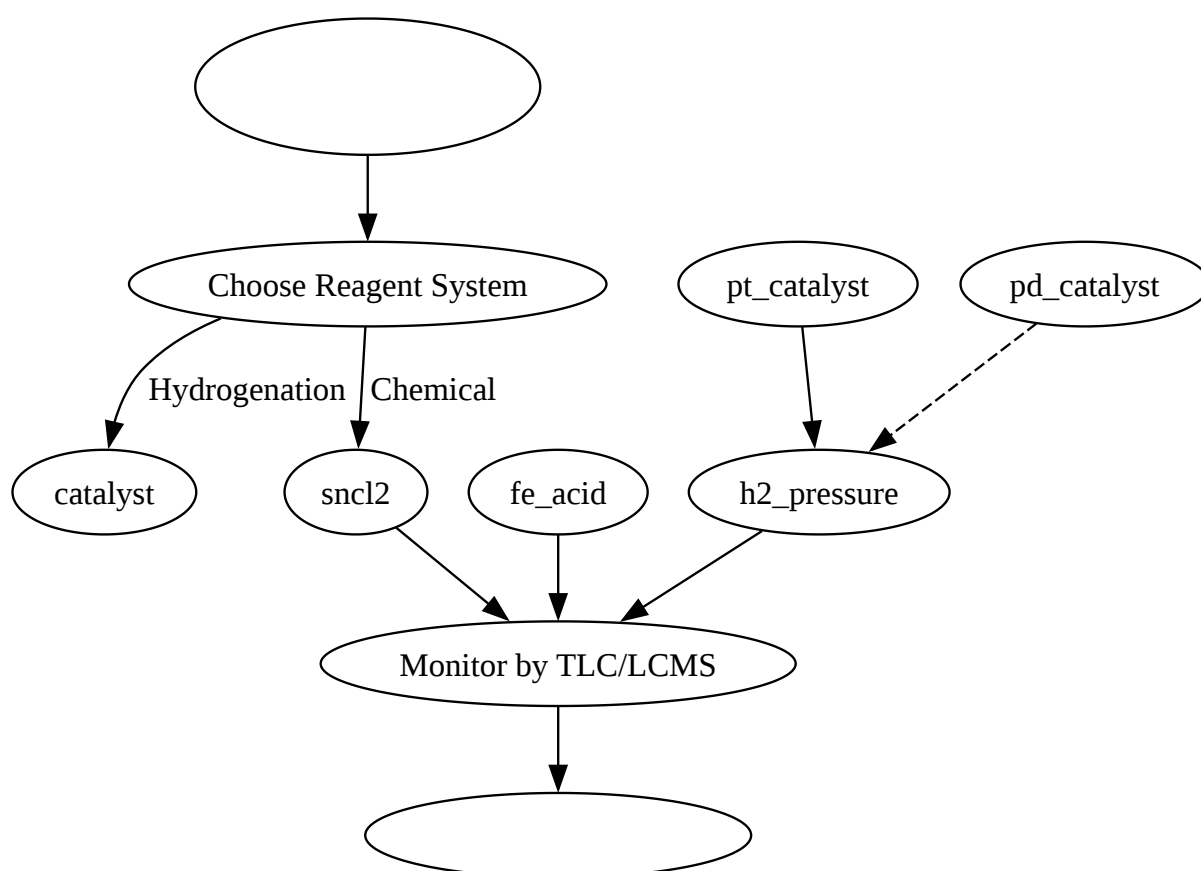 Choose Reagent System
pt_catalyst
pd_catalyst
Hydrogenation
Chemical
catalyst
sncl2
fe_acid
h2_pressure
Monitor by TLC/LCMS